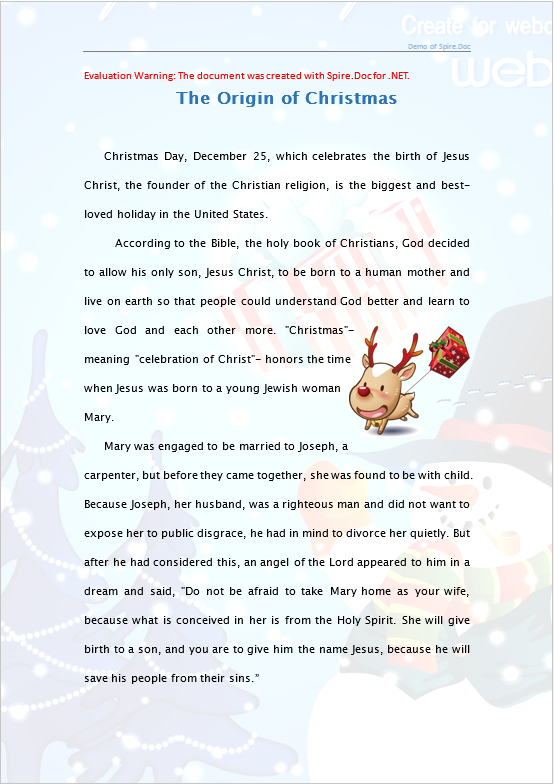 Create for
Demo of Spire.Doc
Evaluation Warning: The document was created with Spire.Doc for .NET.
The Origin of Christmas
Christmas Day, December 25, which celebrates the birth of Jesus
Christ, the founder of the Christian religion, is the biggest and best-
loved holiday in the United States.
According to the Bible, the holy book of Christians, God decided
to allow his only son, Jesus Christ, to be born to a human mother and
live on earth so that people could understand God better and learn to
love God and each other more. "Christmas"-
meaning "celebration of Christ"- honors the time
when Jesus was born to a young Jewish woman
Mary.
Mary was engaged to be married to Joseph, a
carpenter, but before they came together, she was found to be with child.
Because Joseph, her husband, was a righteous man and did not want to
expose her to public disgrace, he had in mind to divorce her quietly. But
after he had considered this, an angel of the Lord appeared to him in a
dream and said, "Do not be afraid to take Mary home as your wife,
because what is conceived in her is from the Holy Spirit. She will give
birth to a son, and you are to give him the name Jesus, because he will
save his people from their sins.”